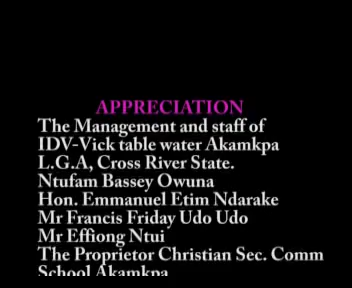 APPRECIATION
The Management and staff of
IDV-Vick table water Akamkpa
L.G.A, Cross River State.
Ntufam Bassey Owuna
Hon. Emmanuel Etim Ndarake
Mr Francis Friday Udo Udo
Mr Effiong Ntui
The Proprietor Christian Sec. Comm
School Akamkpa